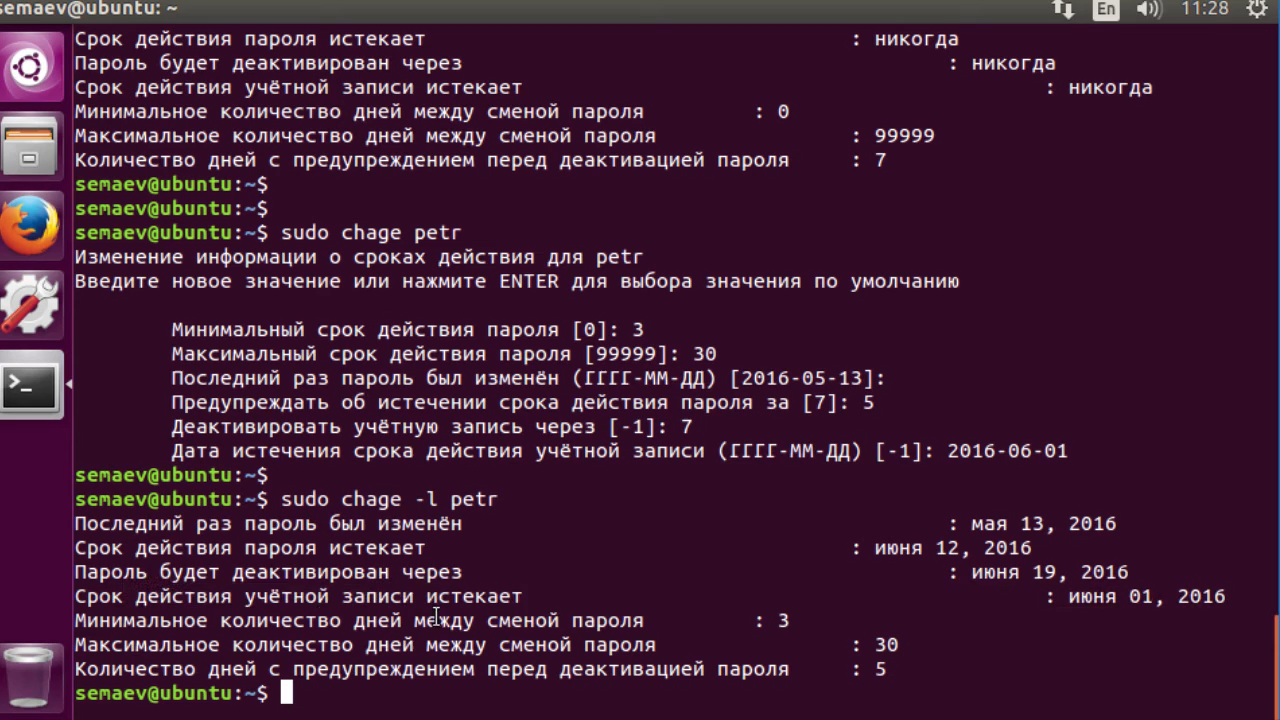 semaev@ubuntu: ~ En 11:28
Срок действия пароля истекает : никогда
Пароль будет деактивирован через : никогда
Срок действия учётной записи истекает : никогда
Минимальное количество дней между сменой пароля : 0
Максимальное количество дней между сменой пароля : 99999
Количество дней с предупреждением перед деактивацией пароля : 7
semaev@ubuntu:~$
semaev@ubuntu:~$
semaev@ubuntu:~$ sudo chage petr
Изменение информации о сроках действия для petr
Введите новое значение или нажмите ENTER для выбора значения по умолчанию
Минимальный срок действия пароля [0]: 3
Максимальный срок действия пароля [99999]: 30
Последний раз пароль был изменён (ГГГГ-ММ-ДД) [2016-05-13]:
Предупреждать об истечении срока действия пароля за [7]: 5
Деактивировать учётную запись через [-1]: 7
Дата истечения срока действия учётной записи (ГГГГ-ММ-ДД) [-1]: 2016-06-01
semaev@ubuntu:~$
semaev@ubuntu:~$ sudo chage -l petr
Последний раз пароль был изменён : мая 13, 2016
Срок действия пароля истекает : июня 12, 2016
Пароль будет деактивирован через : июня 19, 2016
Срок действия учётной записи истекает : июня 01, 2016
Минимальное количество дней между сменой пароля : 3
Максимальное количество дней между сменой пароля : 30
Количество дней с предупреждением перед деактивацией пароля : 5
semaev@ubuntu:~$